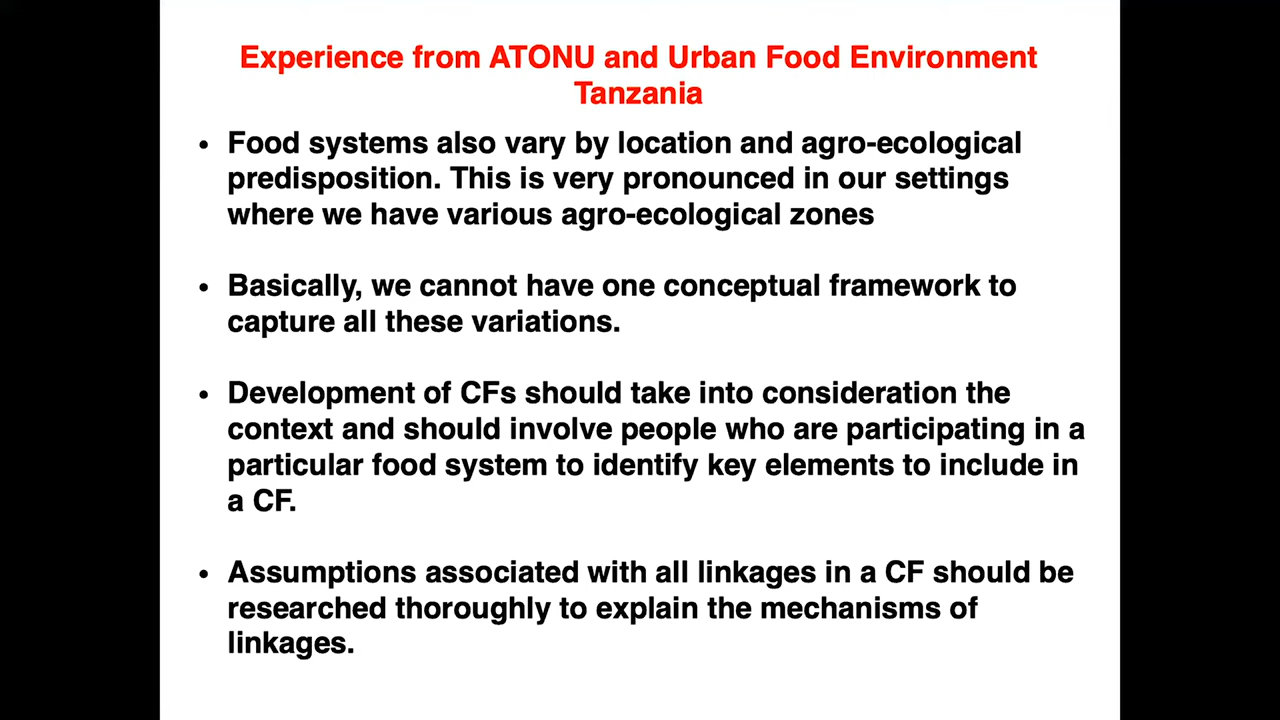 Experience from ATONU and Urban Food Environment
Tanzania
• Food systems also vary by location and agro-ecological
predisposition. This is very pronounced in our settings
where we have various agro-ecological zones
• Basically, we cannot have one conceptual framework to
capture all these variations.
• Development of CFs should take into consideration the
context and should involve people who are participating in a
particular food system to identify key elements to include in
a CF.
• Assumptions associated with all linkages in a CF should be
researched thoroughly to explain the mechanisms of
linkages.